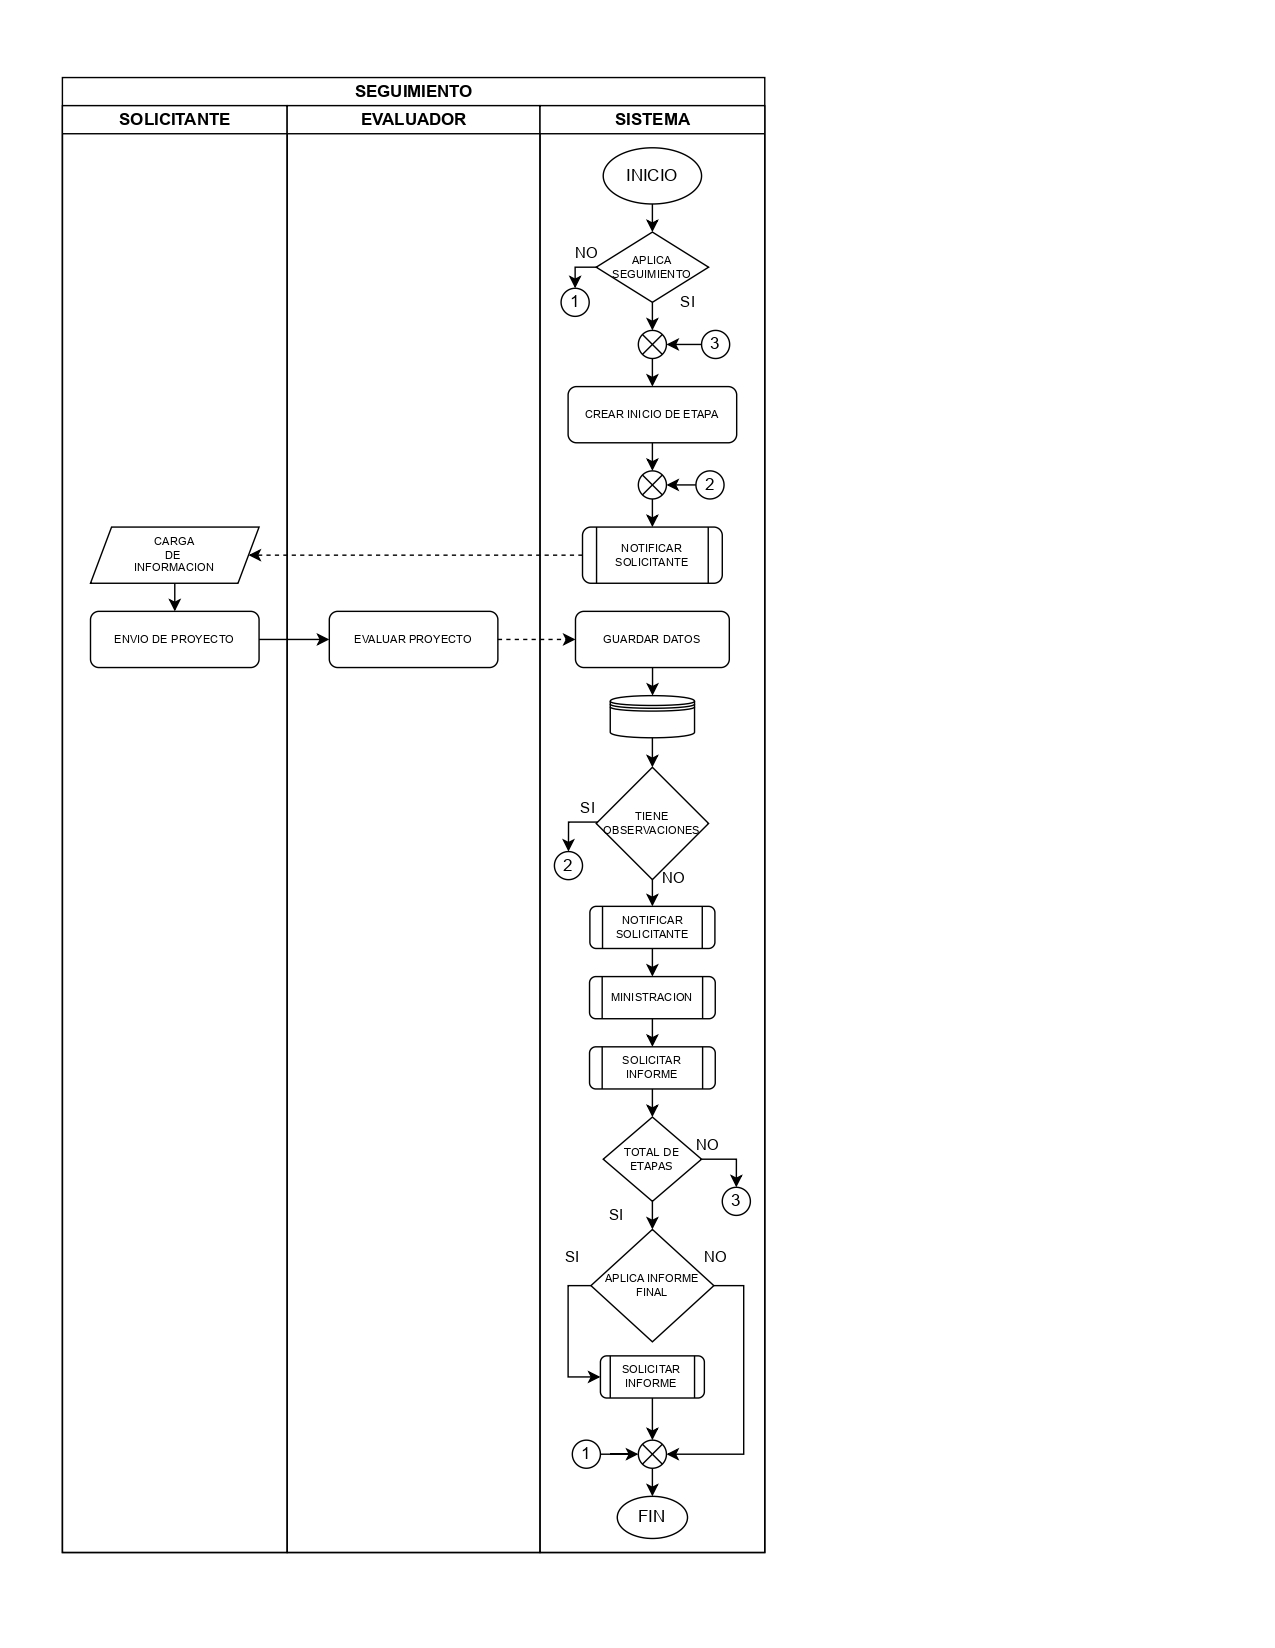 SEGUIMIENTO
SOLICITANTE
EVALUADOR
SISTEMA
INICIO
NO
APLICA
SEGUIMIENTO
1
SI
3
CREAR INICIO DE ETAPA
2
CARGA
DE
INFORMACION
NOTIFICAR
SOLICITANTE
ENVIO DE PROYECTO
EVALUAR PROYECTO
GUARDAR DATOS
SI
TIENE
OBSERVACIONES
2
NO
NOTIFICAR
SOLICITANTE
MINISTRACION
SOLICITAR
INFORME
NO
TOTAL DE
ETAPAS
3
SI
SI
NO
APLICA INFORME
FINAL
SOLICITAR
INFORME
1
FIN